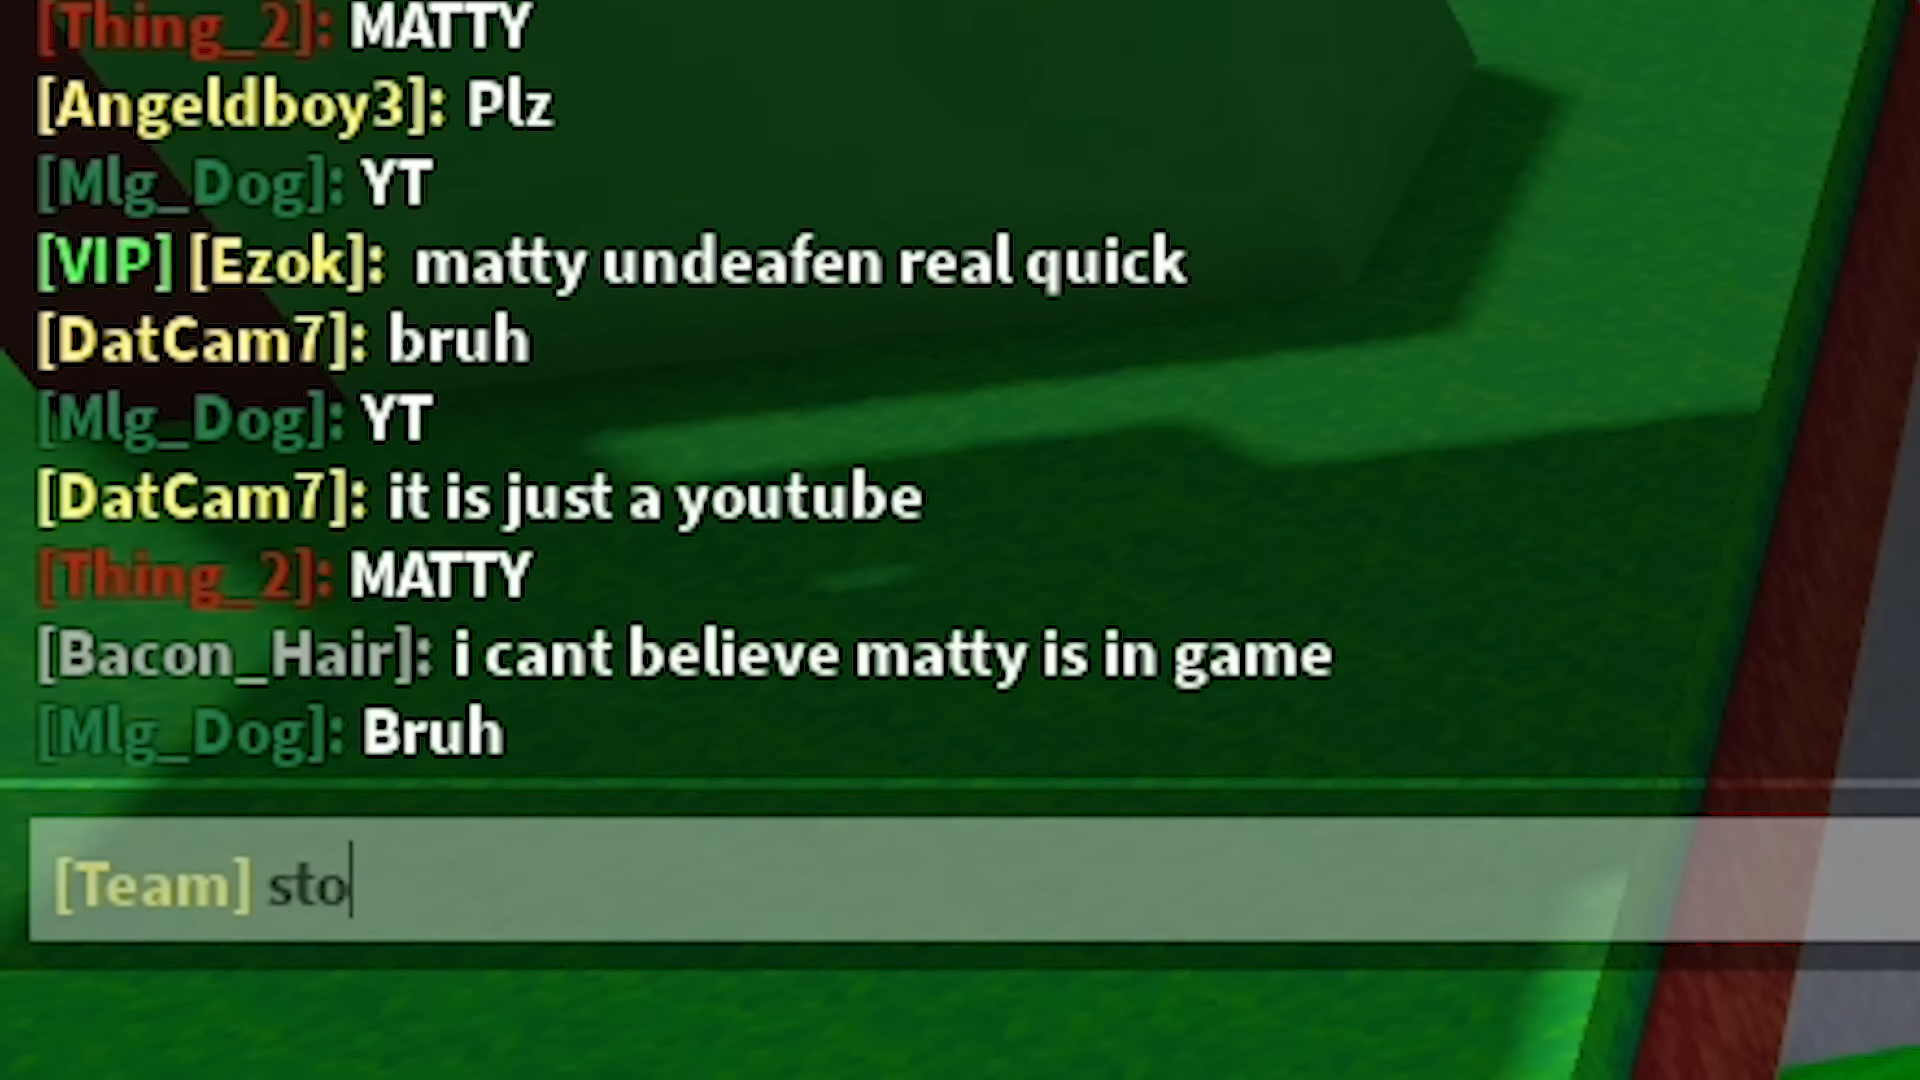 [Thing_2]: MATTY
[Angeldboy3]: Plz
[Mlg_Dog]: YT
[VIP] [Ezok]: matty undeafen real quick
[DatCam7]: bruh
[Mlg_Dog]: YT
[DatCam7]: it is just a youtube
[Thing_2]: MATTY
[Bacon_Hair]: i cant believe matty is in game
[Mlg_Dog]: Bruh
[Team] sto